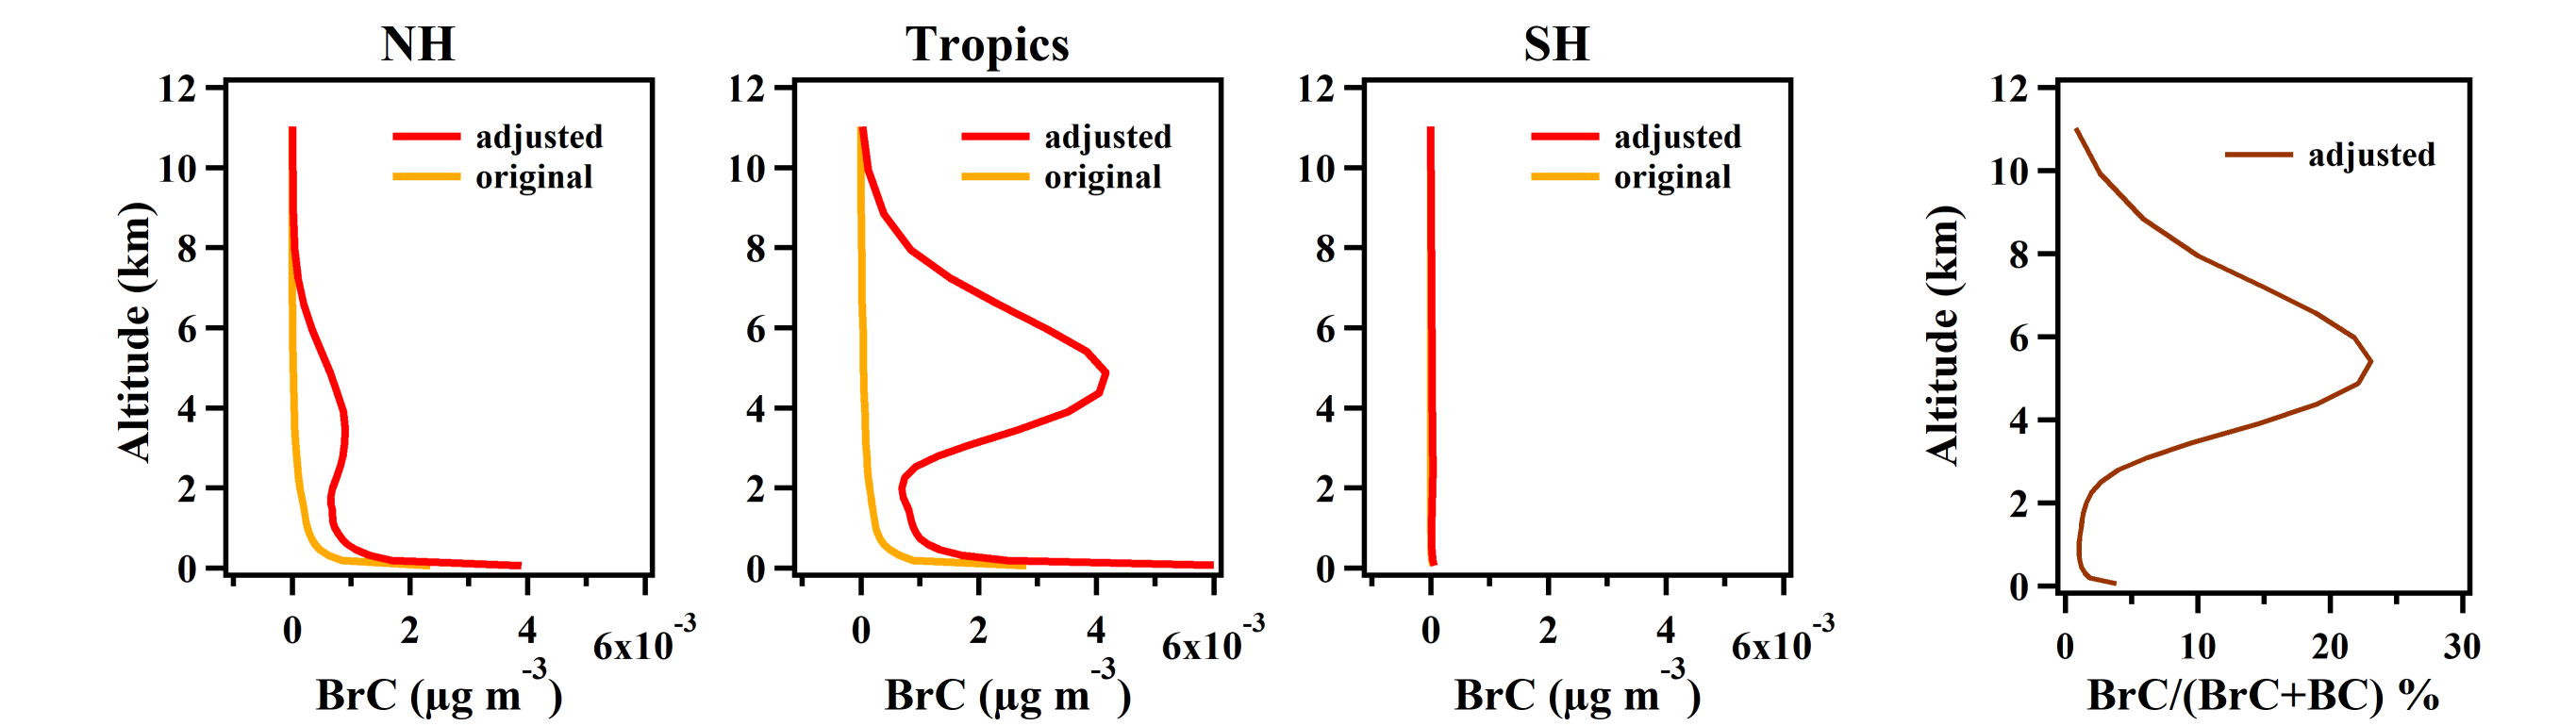 NH
12
10
8
6
4
2
0
Altitude (km)
adjusted
original
0
2
4
6x10-3
BrC (µg m-3)
Tropics
12
10
8
6
4
2
0
adjusted
original
0
2
4
6x10-3
BrC (µg m-3)
SH
12
10
8
6
4
2
0
adjusted
original
0
2
4
6x10-3
BrC (µg m-3)
12
10
8
6
4
2
0
Altitude (km)
adjusted
0
10
20
30
BrC/(BrC+BC) %